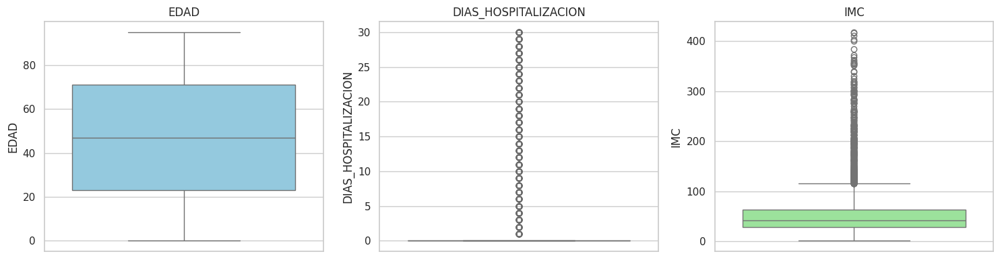 EDAD
EDAD
80
60
40
20
0
DIAS_HOSPITALIZACION
DIAS_HOSPITALIZACION
30
25
20
15
10
5
0
IMC
IMC
400
300
200
100
0